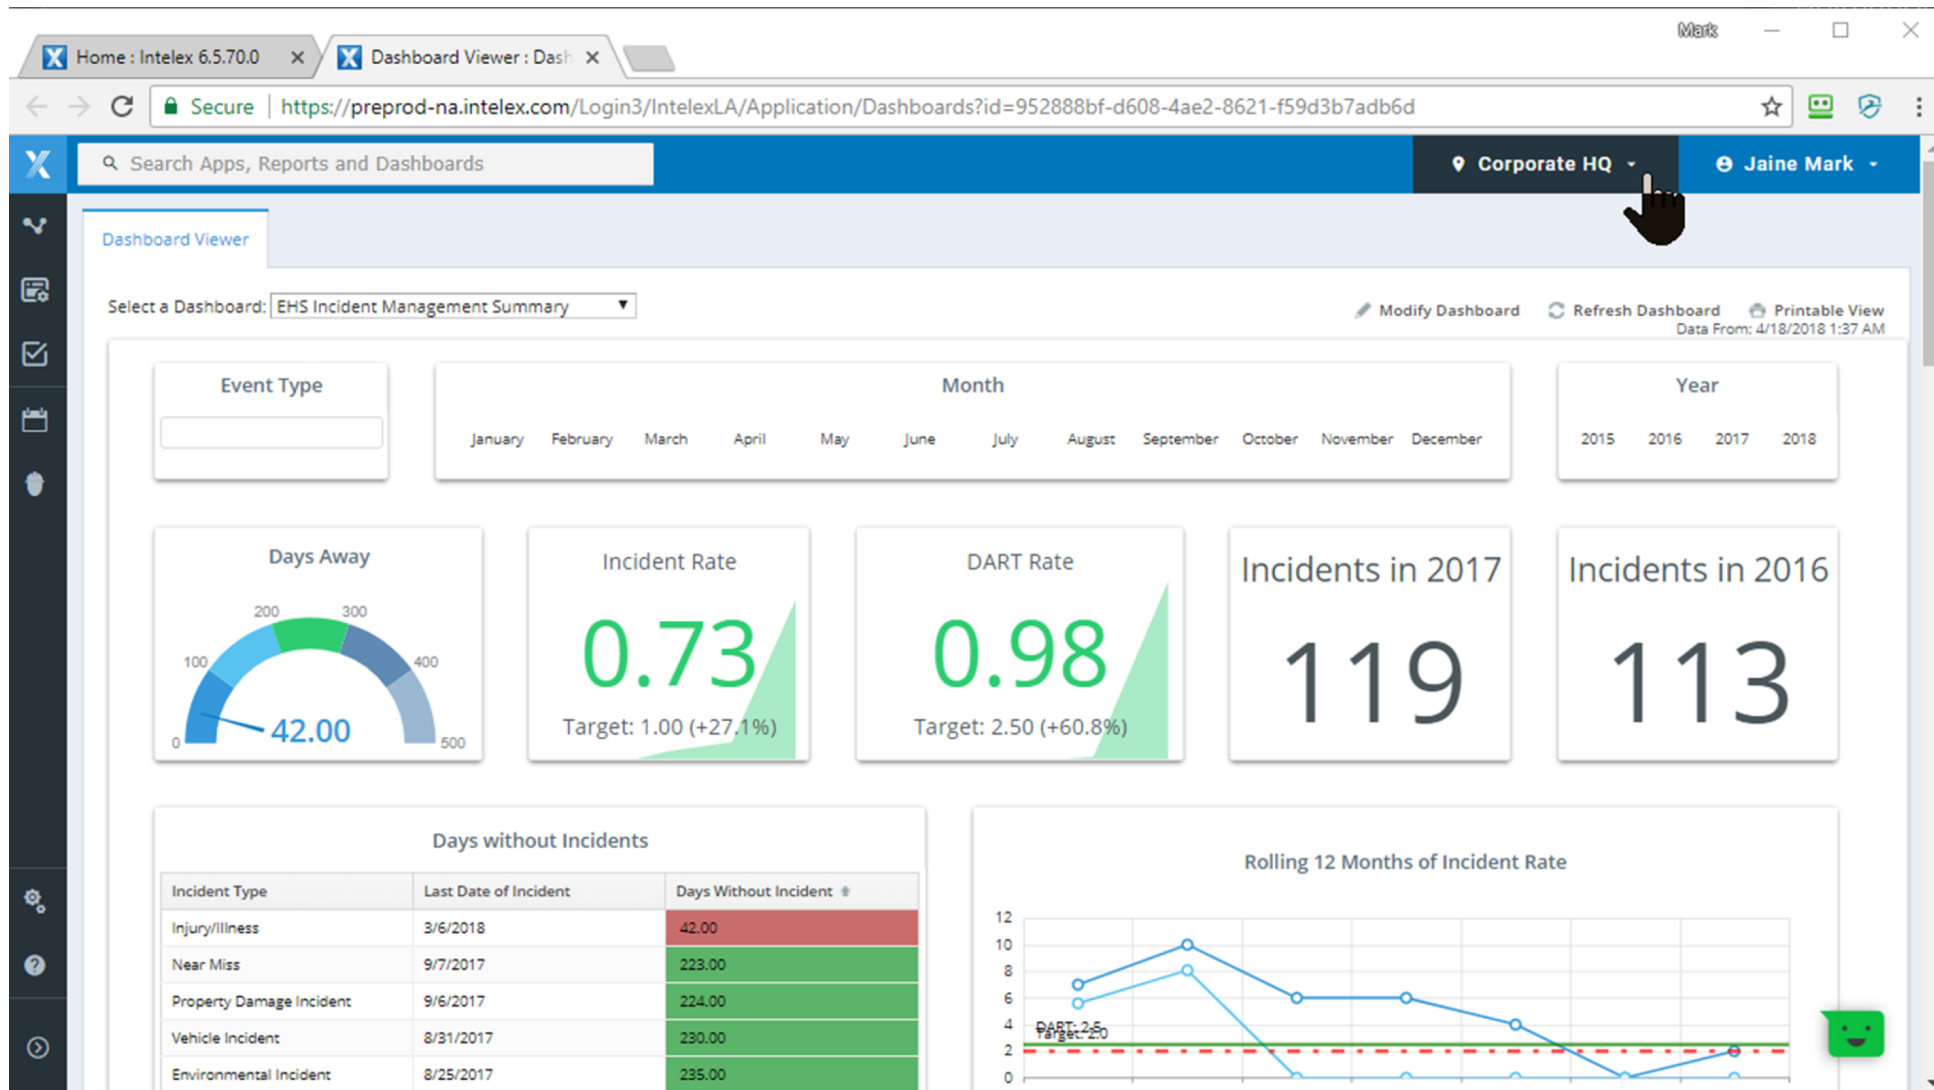 Mark
Home : Intelex 6.5.70.0
Dashboard Viewer : Dash
Secure | https://preprod-na.intelex.com/Login3/IntelexLA/Application/Dashboards?id=952888bf-d608-4ae2-8621-f59d3b7adb6d
Search Apps, Reports and Dashboards
Corporate HQ
Jaine Mark
Dashboard Viewer
Select a Dashboard: EHS Incident Management Summary
Modify Dashboard Refresh Dashboard Printable View
Data From: 4/18/2018 1:37 AM
Event Type
Month
January February March April May June July August September October November December
Year
2015 2016 2017 2018
Days Away
200 300
100 400
0 42.00 500
Incident Rate
0.73
Target: 1.00 (+27.1%)
DART Rate
0.98
Target: 2.50 (+60.8%)
Incidents in 2017
119
Incidents in 2016
113
Days without Incidents
Incident Type Last Date of Incident Days Without Incident
Injury/Illness 3/6/2018 42.00
Near Miss 9/7/2017 223.00
Property Damage Incident 9/6/2017 224.00
Vehicle Incident 8/31/2017 230.00
Environmental Incident 8/25/2017 235.00
Rolling 12 Months of Incident Rate
12
10
8
6
4
DART: 2.5
Target: 2.0
2
0